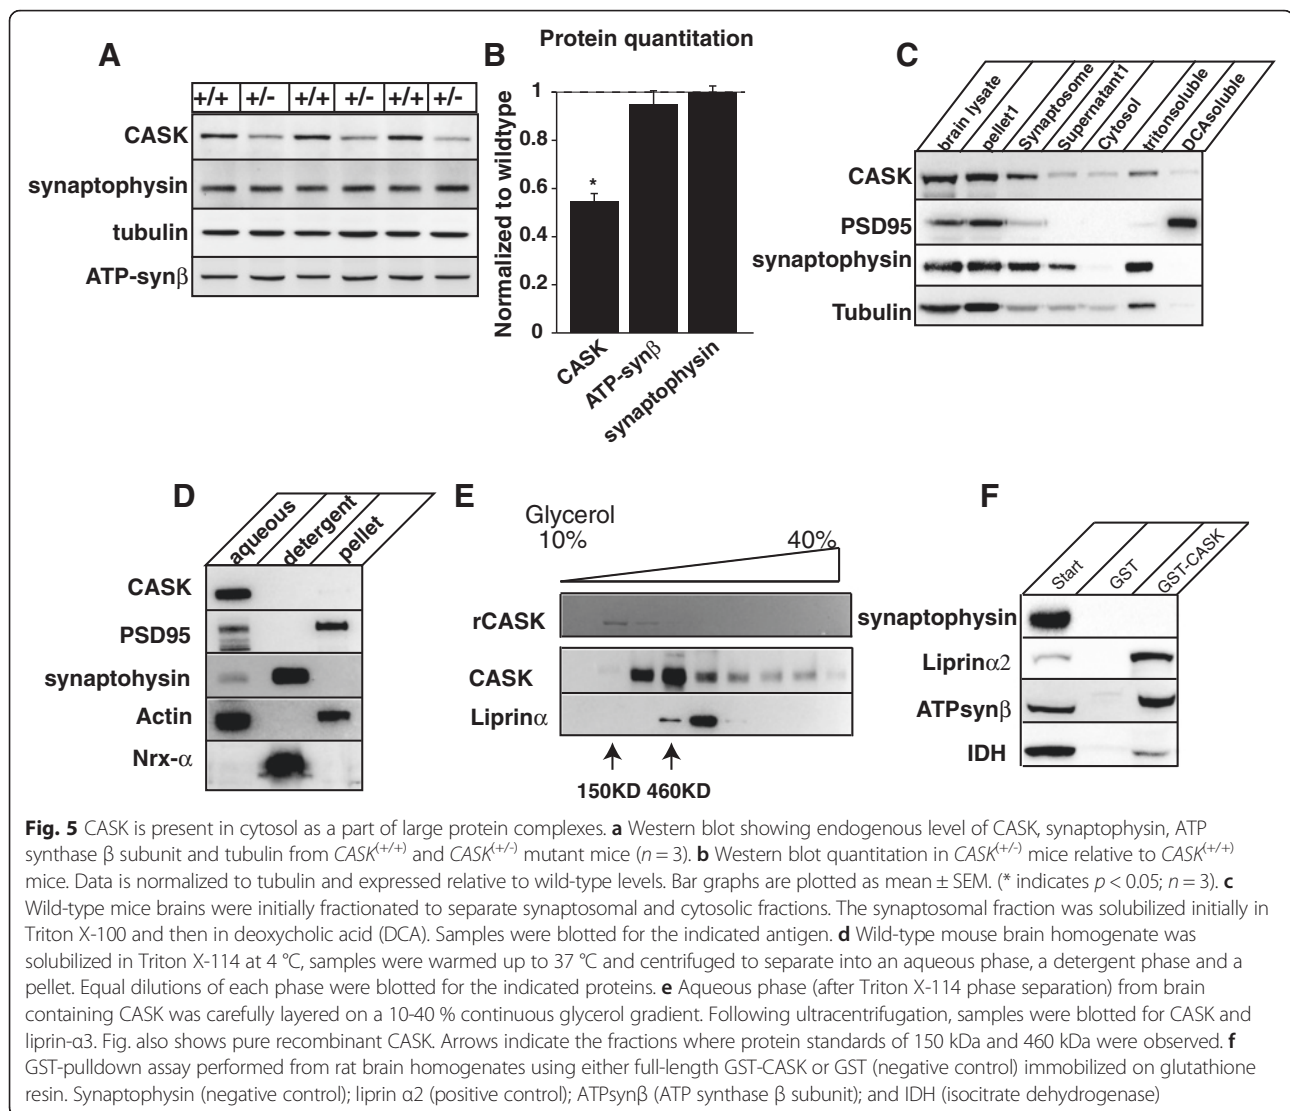 A
+/+ +/- +/+ +/- +/+ +/-
CASK
synaptophysin
tubulin
ATP-synβ
B
Protein quantitation
Normalized to wildtype
1
0.8
0.6
0.4
0.2
0
*
CASK
ATP-synβ
synaptophysin
C
brain lysate
pellet1
Synaptosome
Supernatant1
Cytosol
tritonsoluble
DCAsoluble
CASK
PSD95
synaptophysin
Tubulin
D
aqueous
detergent
pellet
CASK
PSD95
synaptohysin
Actin
Nrx-α
E
Glycerol
10% 40%
rCASK
CASK
Liprinα
150KD 460KD
F
Start
GST
GST-CASK
synaptophysin
Liprinα2
ATPsynβ
IDH
Fig. 5 CASK is present in cytosol as a part of large protein complexes. a Western blot showing endogenous level of CASK, synaptophysin, ATP
synthase β subunit and tubulin from CASK(+/+) and CASK(+/-) mutant mice (n = 3). b Western blot quantitation in CASK(+/-) mice relative to CASK(+/+)
mice. Data is normalized to tubulin and expressed relative to wild-type levels. Bar graphs are plotted as mean ± SEM. (* indicates p < 0.05; n = 3). c
Wild-type mice brains were initially fractionated to separate synaptosomal and cytosolic fractions. The synaptosomal fraction was solubilized initially in
Triton X-100 and then in deoxycholic acid (DCA). Samples were blotted for the indicated antigen. d Wild-type mouse brain homogenate was
solubilized in Triton X-114 at 4 °C, samples were warmed up to 37 °C and centrifuged to separate into an aqueous phase, a detergent phase and a
pellet. Equal dilutions of each phase were blotted for the indicated proteins. e Aqueous phase (after Triton X-114 phase separation) from brain
containing CASK was carefully layered on a 10-40 % continuous glycerol gradient. Following ultracentrifugation, samples were blotted for CASK and
liprin-α3. Fig. also shows pure recombinant CASK. Arrows indicate the fractions where protein standards of 150 kDa and 460 kDa were observed. f
GST-pulldown assay performed from rat brain homogenates using either full-length GST-CASK or GST (negative control) immobilized on glutathione
resin. Synaptophysin (negative control); liprin α2 (positive control); ATPsynβ (ATP synthase β subunit); and IDH (isocitrate dehydrogenase)